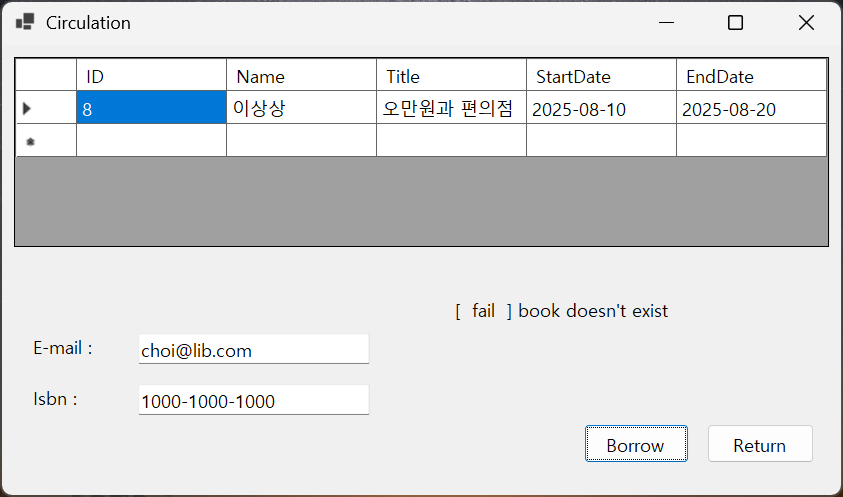 Circulation
ID Name Title StartDate EndDate
8 이상상 오만원과 편의점 2025-08-10 2025-08-20
[ fail ] book doesn't exist
E-mail : choi@lib.com
Isbn : 1000-1000-1000
Borrow Return